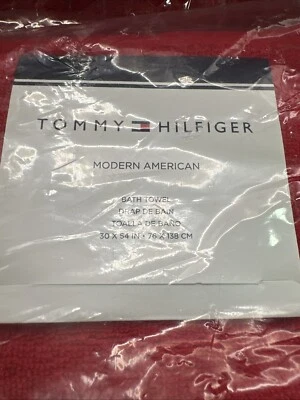 TOMMY HILFIGER
MODERN AMERICAN
BATH TOWEL
DRAP DE BAIN
TOALLA DE BAÑO
30 X 54 IN • 76 X 138 CM